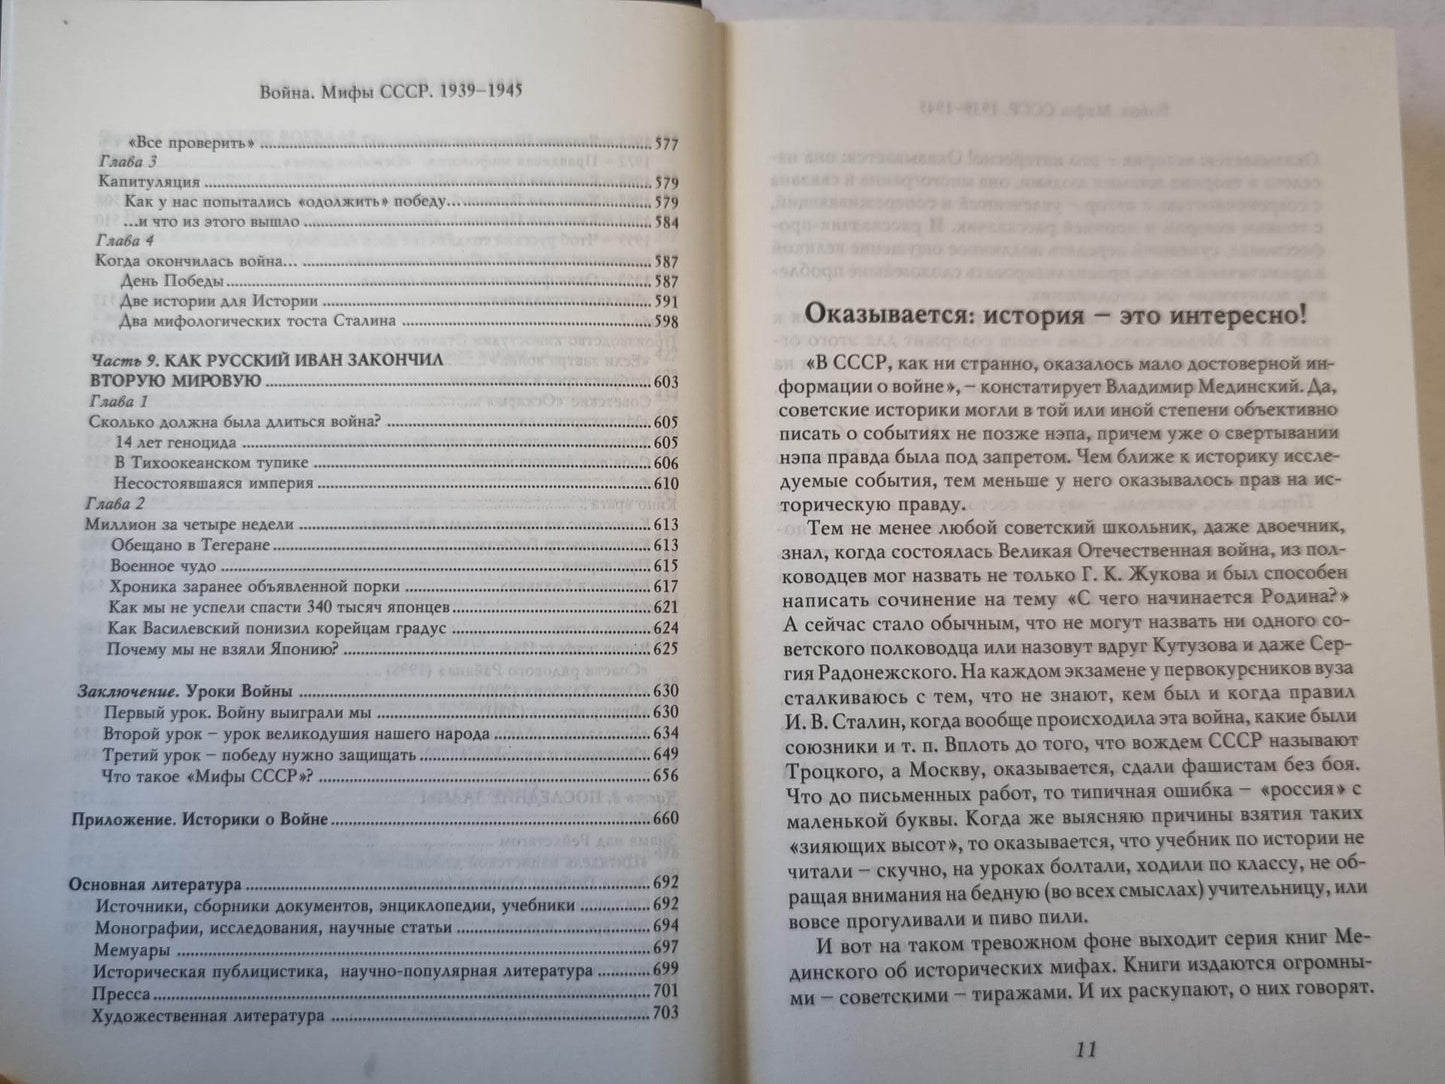 Война. Мифы СССР. 1939–1945
«Все проверить» 577
Глава 3
Капитуляция 579
Как у нас попытались «одолжить» победу... 579
...и что из этого вышло 584
Глава 4
Когда окончилась война... 587
День Победы 587
Две истории для Истории 591
Два мифологических тоста Сталина 598
Часть 9. КАК РУССКИЙ ИВАН ЗАКОНЧИЛ
ВТОРУЮ МИРОВУЮ 603
Глава 1
Сколько должна была длиться война? 605
14 лет геноцида 605
В Тихоокеанском тупике 606
Несостоявшаяся империя 610
Глава 2
Миллион за четыре недели 613
Обещано в Тегеране 613
Военное чудо 615
Хроника заранее объявленной порки 617
Как мы не успели спасти 340 тысяч японцев 621
Как Василевский понизил корейцам градус 624
Почему мы не взяли Японию? 625
Заключение. Уроки Войны 630
Первый урок. Войну выиграли мы 630
Второй урок – урок великодушия нашего народа 634
Третий урок – победу нужно защищать 649
Что такое «Мифы СССР»? 656
Приложение. Историки о Войне 660
Основная литература 692
Источники, сборники документов, энциклопедии, учебники 692
Монографии, исследования, научные статьи 694
Мемуары 697
Историческая публицистика, научно-популярная литература 699
Пресса 701
Художественная литература 703
Оказывается: история – это интересно!
«В СССР, как ни странно, оказалось мало достоверной ин-
формации о войне», – констатирует Владимир Мединский. Да,
советские историки могли в той или иной степени объективно
писать о событиях не позже нэпа, причем уже о свертывании
нэпа правда была под запретом. Чем ближе к историку иссле-
дуемые события, тем меньше у него оказывалось прав на ис-
торическую правду.
Тем не менее любой советский школьник, даже двоечник,
знал, когда состоялась Великая Отечественная война, из пол-
ководцев мог назвать не только Г. К. Жукова и был способен
написать сочинение на тему «С чего начинается Родина?»
А сейчас стало обычным, что не могут назвать ни одного со-
ветского полководца или назовут вдруг Кутузова и даже Сер-
гия Радонежского. На каждом экзамене у первокурсников вуза
сталкиваюсь с тем, что не знают, кем был и когда правил
И. В. Сталин, когда вообще происходила эта война, какие были
союзники и т. п. Вплоть до того, что вождем СССР называют
Троцкого, а Москву, оказывается, сдали фашистам без боя.
Что до письменных работ, то типичная ошибка – «россия» с
маленькой буквы. Когда же выясняю причины взятия таких
«зияющих высот», то оказывается, что учебник по истории не
читали – скучно, на уроках болтали, ходили по классу, не об-
ращая внимания на бедную (во всех смыслах) учительницу, или
вовсе прогуливали и пиво пили.
И вот на таком тревожном фоне выходит серия книг Ме-
динского об исторических мифах. Книги издаются огромны-
ми – советскими – тиражами. И их раскупают, о них говорят.
11